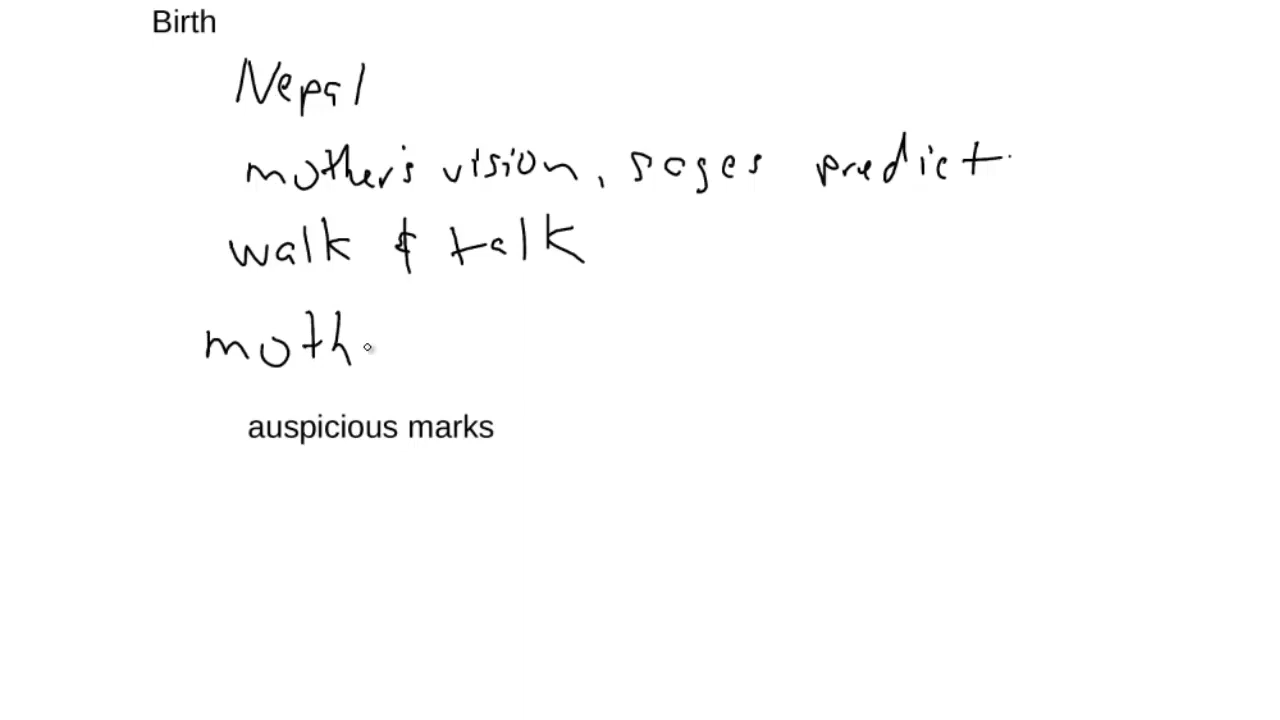 Birth
Nepal
mother's vision, sages predict
walk & talk
moth
auspicious marks